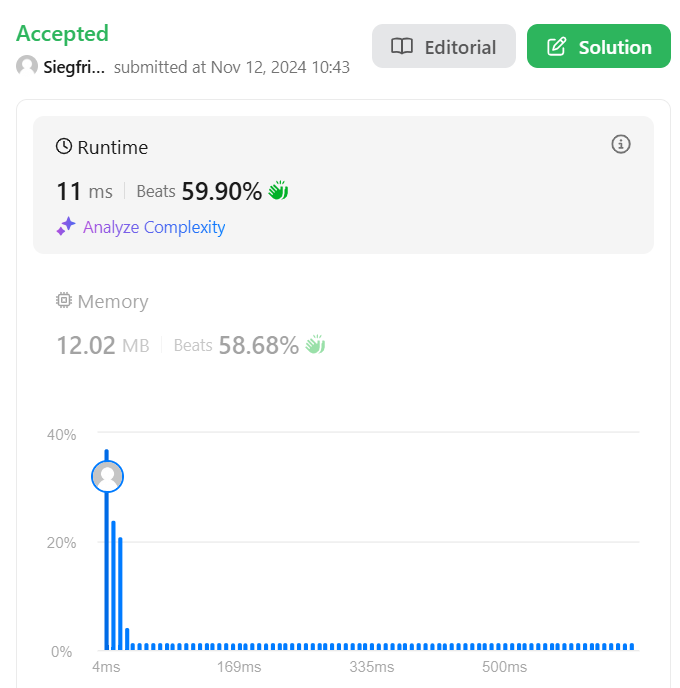 Accepted
Editorial
Solution
Siegfri... submitted at Nov 12, 2024 10:43
Runtime
11 ms Beats 59.90%
Analyze Complexity
Memory
12.02 MB Beats 58.68%
40%
20%
0%
4ms 169ms 335ms 500ms